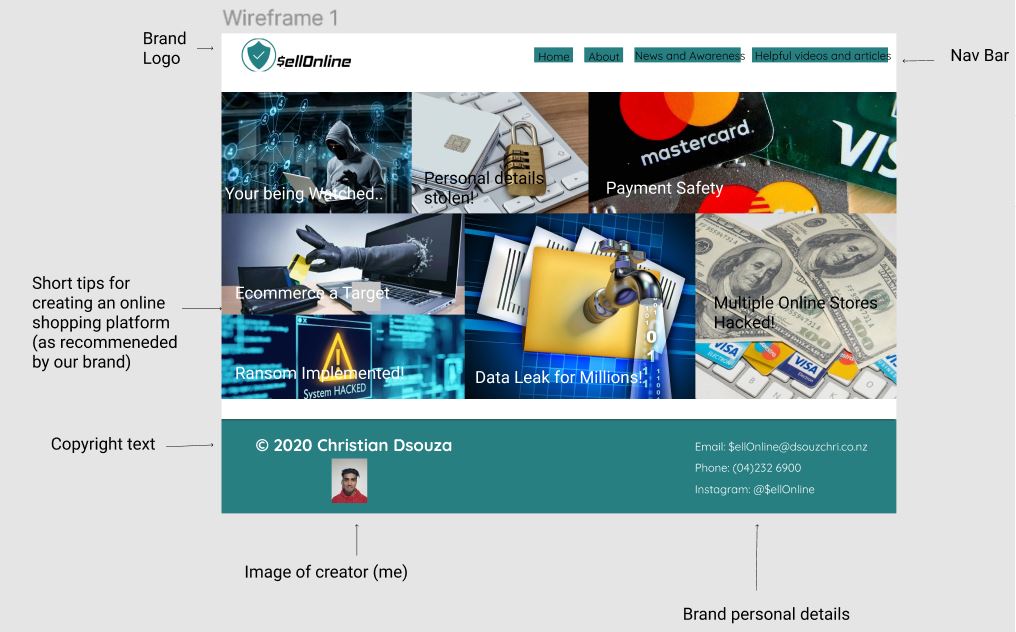 Wireframe 1
Brand
Logo
$ellOnline
Home
About
News and Awareness
Helpful videos and articles
Nav Bar
Your being Watched..
Personal details
stolen!
mastercard.
VISA
Payment Safety
Ecommerce a Target
Short tips for
creating an online
shopping platform
(as recommeneded
by our brand)
Ransom Implemented!
System HACKED
Data Leak for Millions!
Multiple Online Stores
Hacked!
VISA
VISA
VISA
Copyright text
© 2020 Christian Dsouza
Email: $ellOnline@dsouzchri.co.nz
Phone: (04)232 6900
Instagram: @$ellOnline
Image of creator (me)
Brand personal details